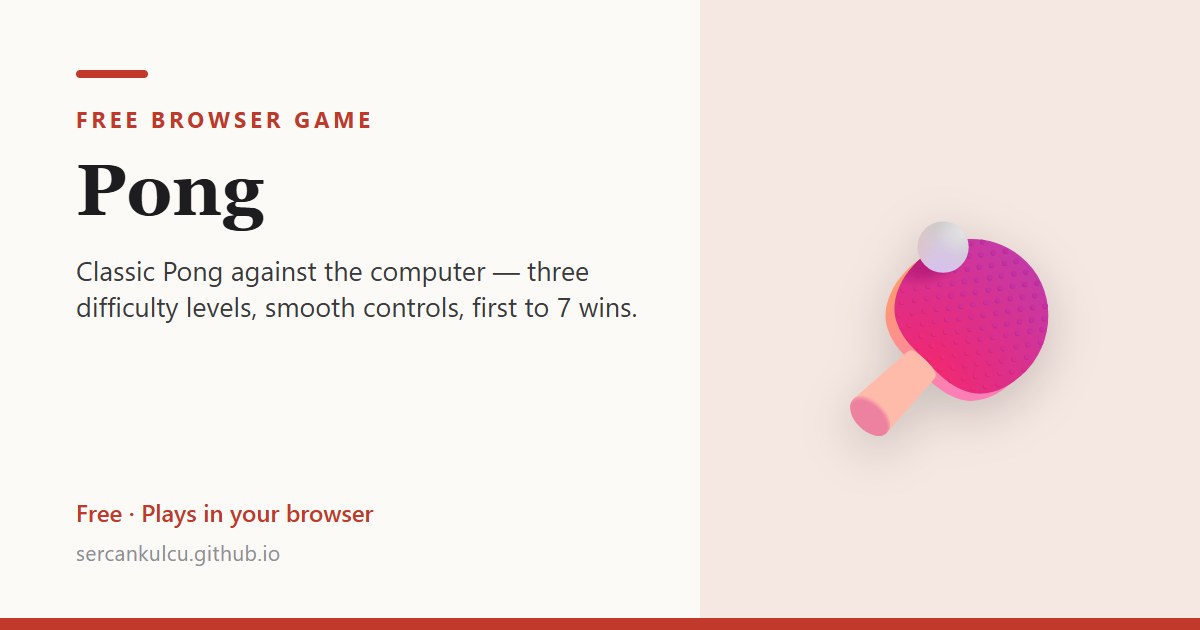 FREE BROWSER GAME
Pong
Classic Pong against the computer — three
difficulty levels, smooth controls, first to 7 wins.
Free · Plays in your browser
sercankulcu.github.io